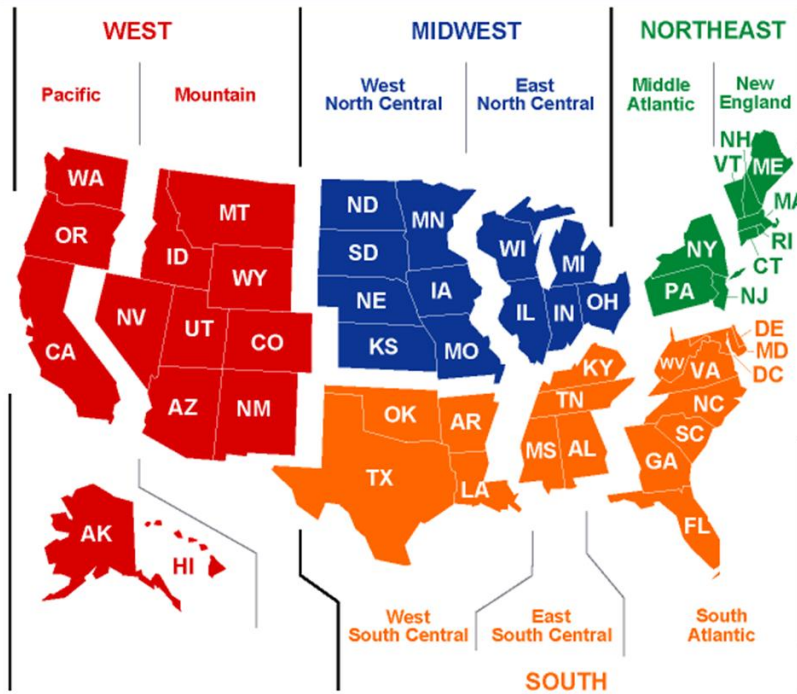 WEST
MIDWEST
NORTHEAST
Pacific
Mountain
West
North Central
East
North Central
Middle
Atlantic
New
England
WA
OR
CA
NV
ID
MT
WY
UT
CO
AZ
NM
AK
HI
ND
SD
NE
KS
MN
IA
MO
WI
IL
MI
IN
OH
NH
VT
ME
MA
RI
CT
NY
PA
NJ
OK
TX
AR
LA
KY
TN
MS
AL
DE
MD
DC
WV
VA
NC
SC
GA
FL
West
South Central
East
South Central
South
Atlantic
SOUTH